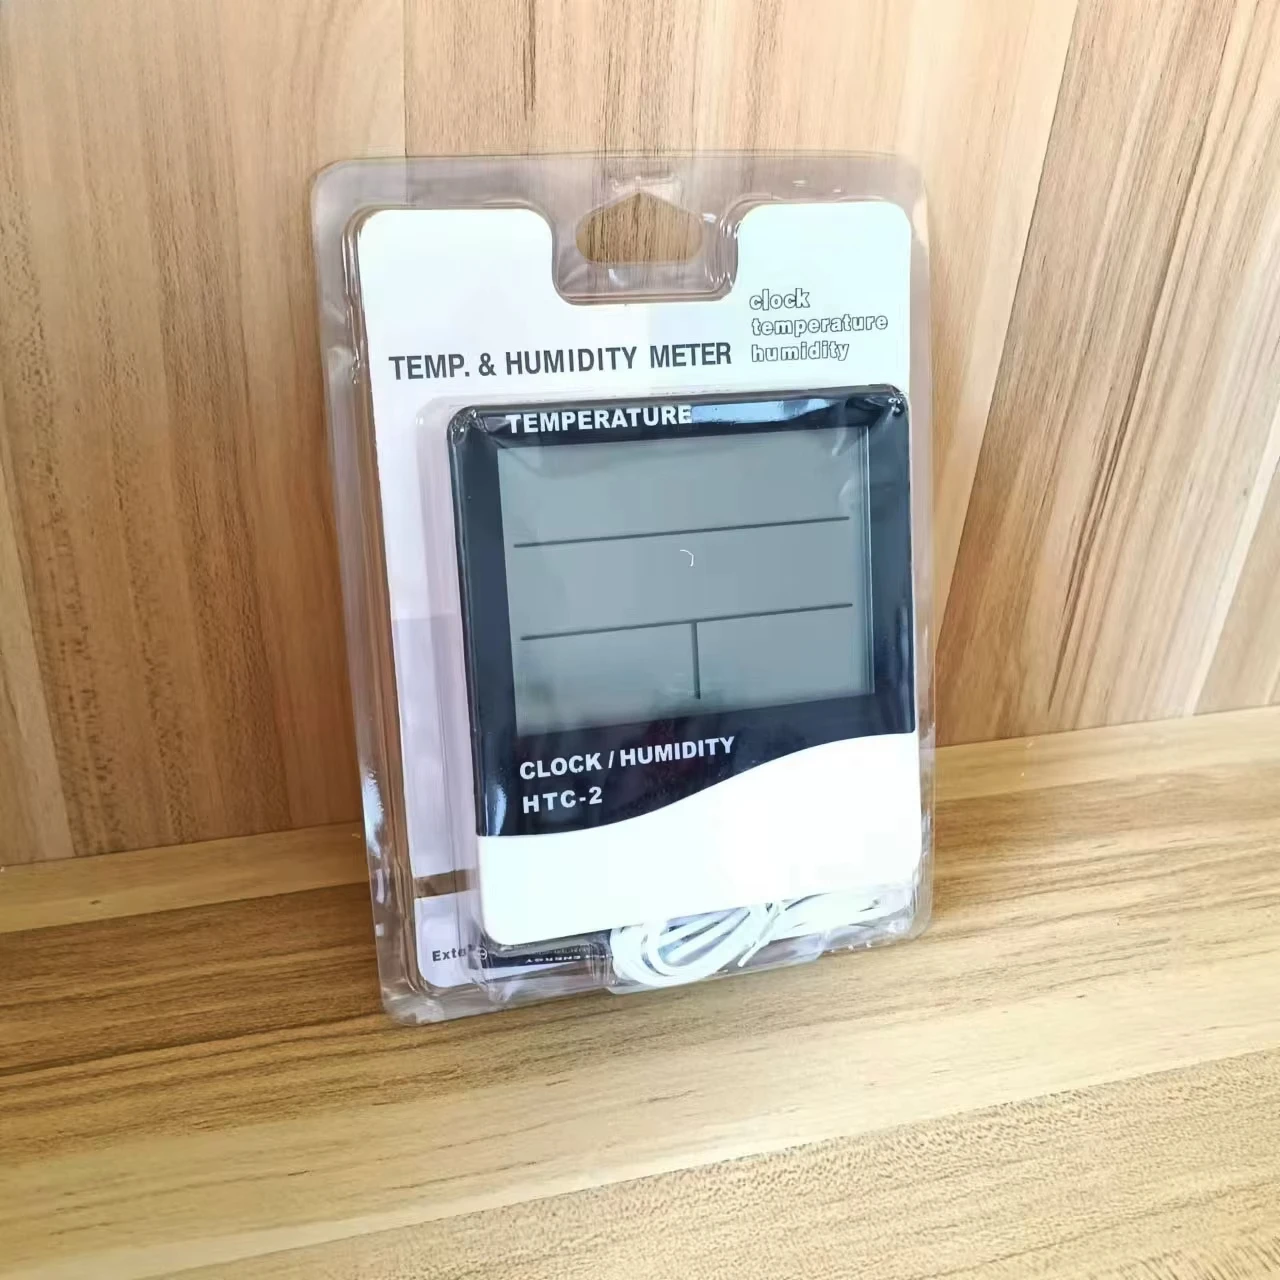 clock
temperature
humidity
TEMP. & HUMIDITY METER
TEMPERATURE
CLOCK / HUMIDITY
HTC-2